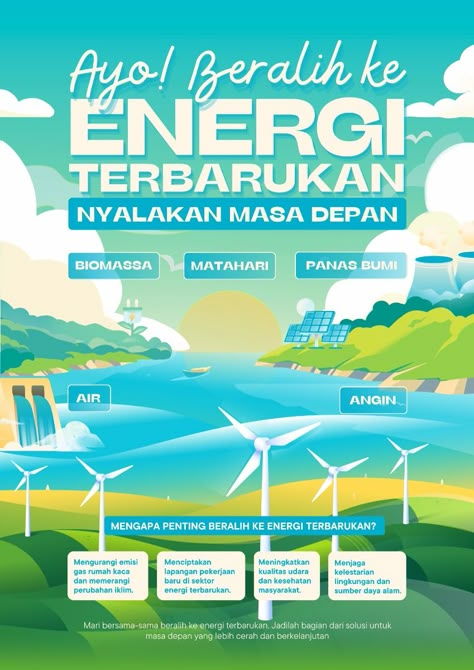 Ayo! Beralih ke
ENERGI
TERBARUKAN
NYALAKAN MASA DEPAN
BIOMASSA
MATAHARI
PANAS BUMI
AIR
ANGIN
MENGAPA PENTING BERALIH KE ENERGI TERBARUKAN?
Mengurangi emisi
gas rumah kaca
dan memerangi
perubahan iklim.
Menciptakan
lapangan pekerjaan
baru di sektor
energi terbarukan.
Meningkatkan
kualitas udara
dan kesehatan
masyarakat.
Menjaga
kelestarian
lingkungan dan
sumber daya alam.
Mari bersama-sama beralih ke energi terbarukan. Jadilah bagian dari solusi untuk
masa depan yang lebih cerah dan berkelanjutan